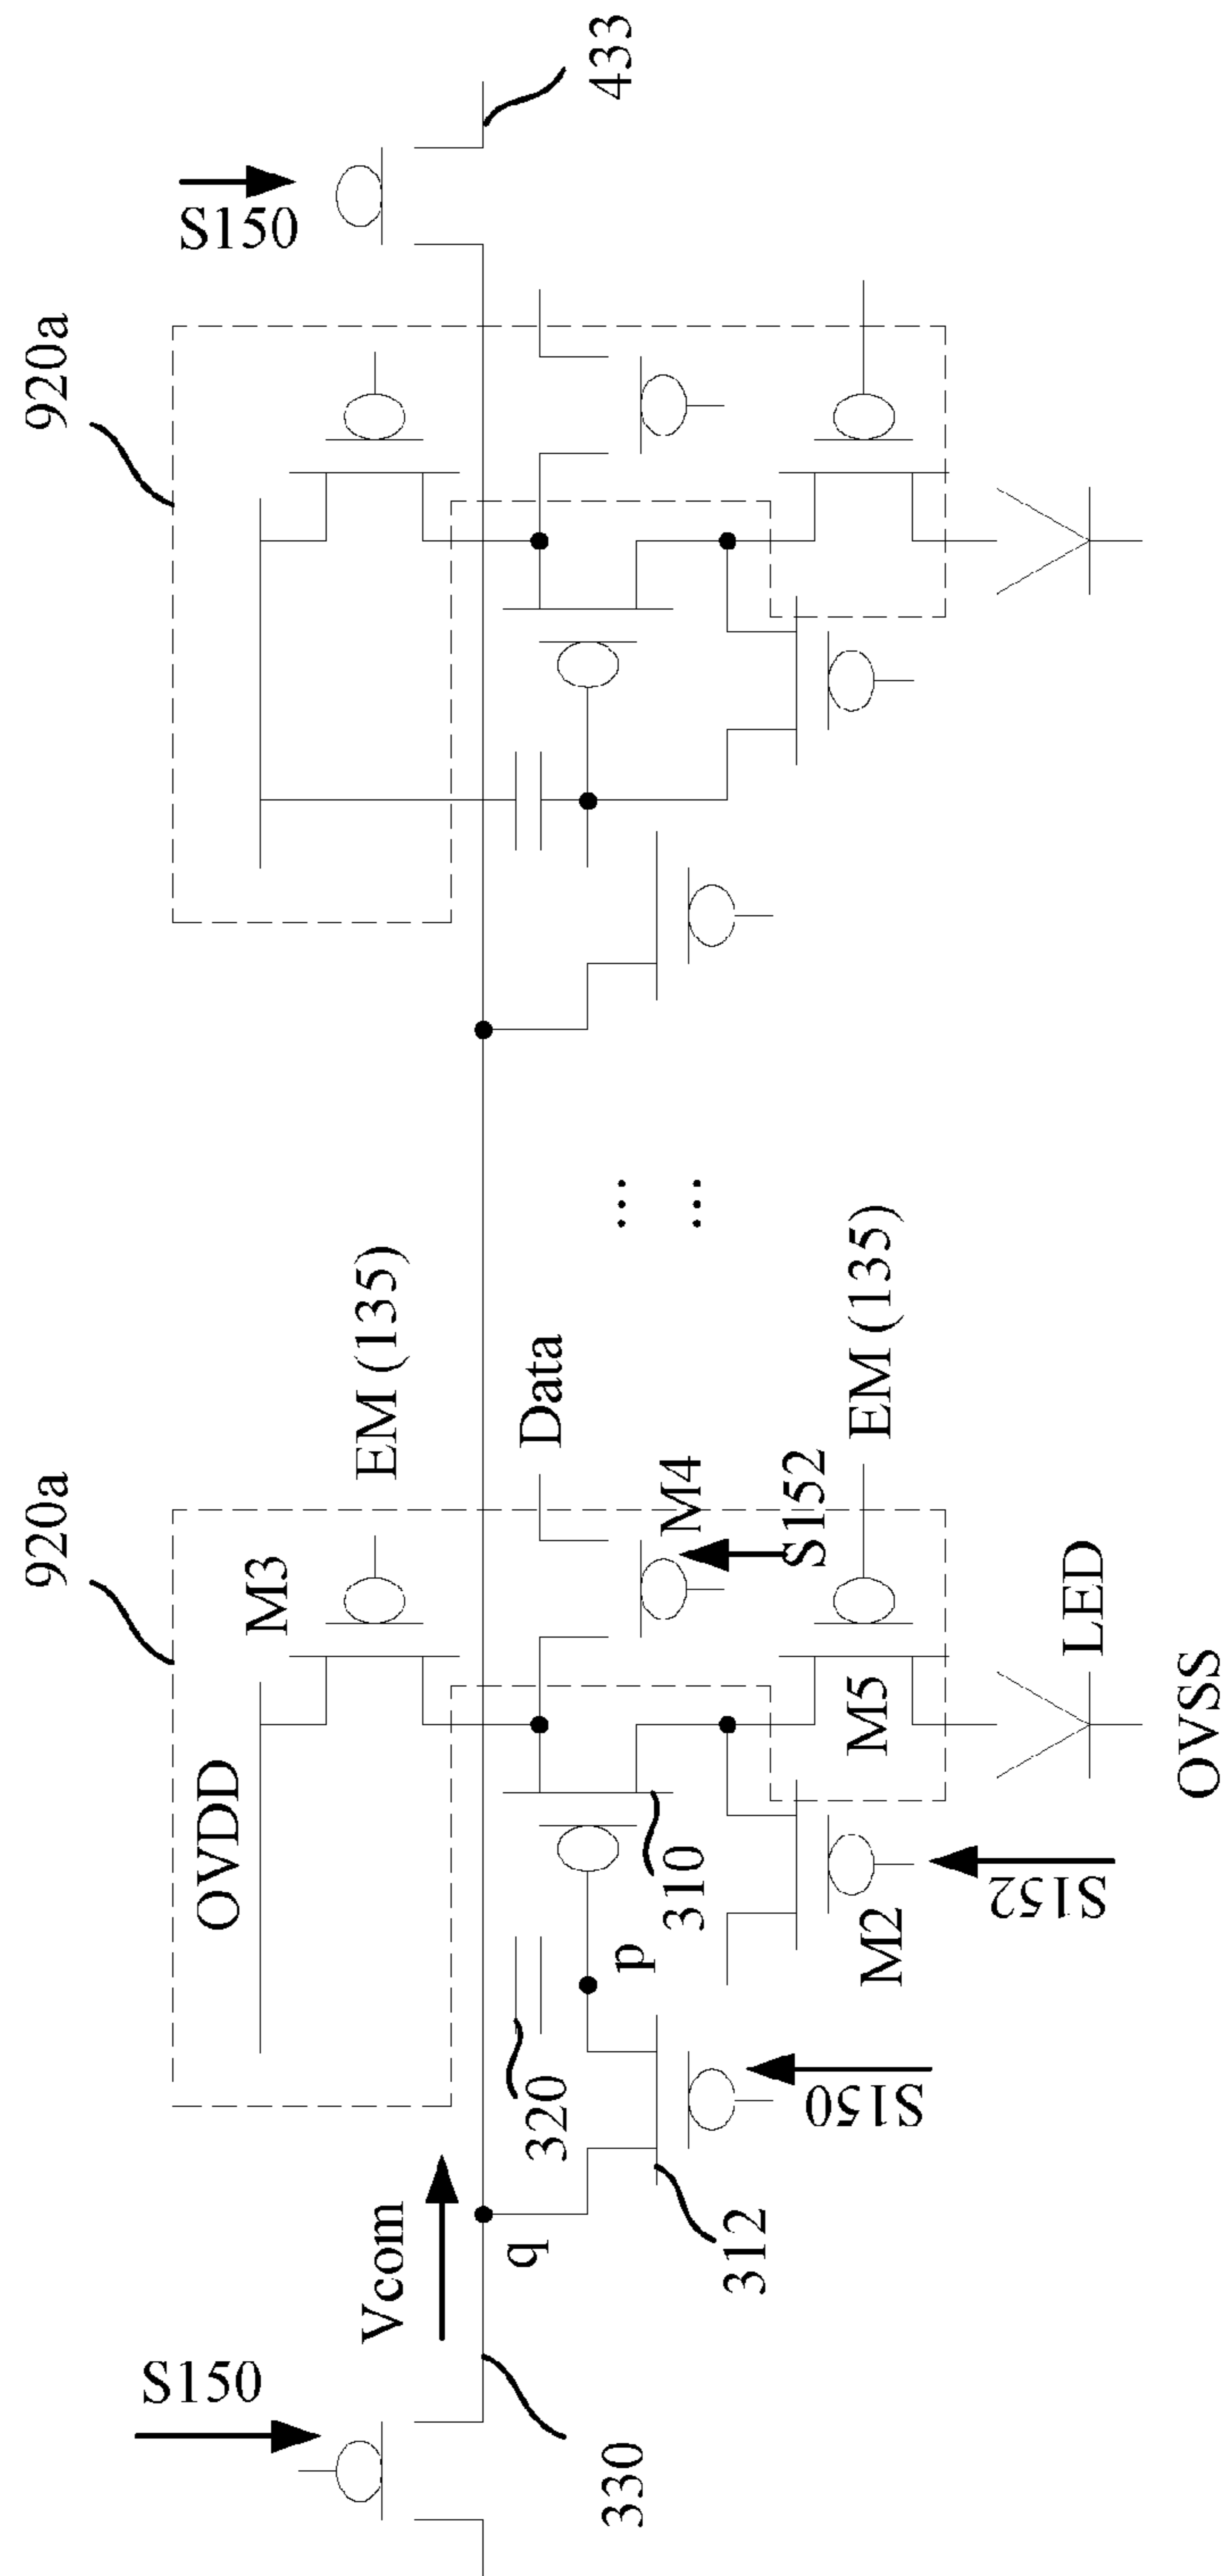 920a
920a
S150
S150
OVDD
M3
Vcom
EM (135)
q
320
Data
433
330
p
310
M4
...
...
312
S152
S150
M2
M5
EM (135)
S152
LED
OVSS